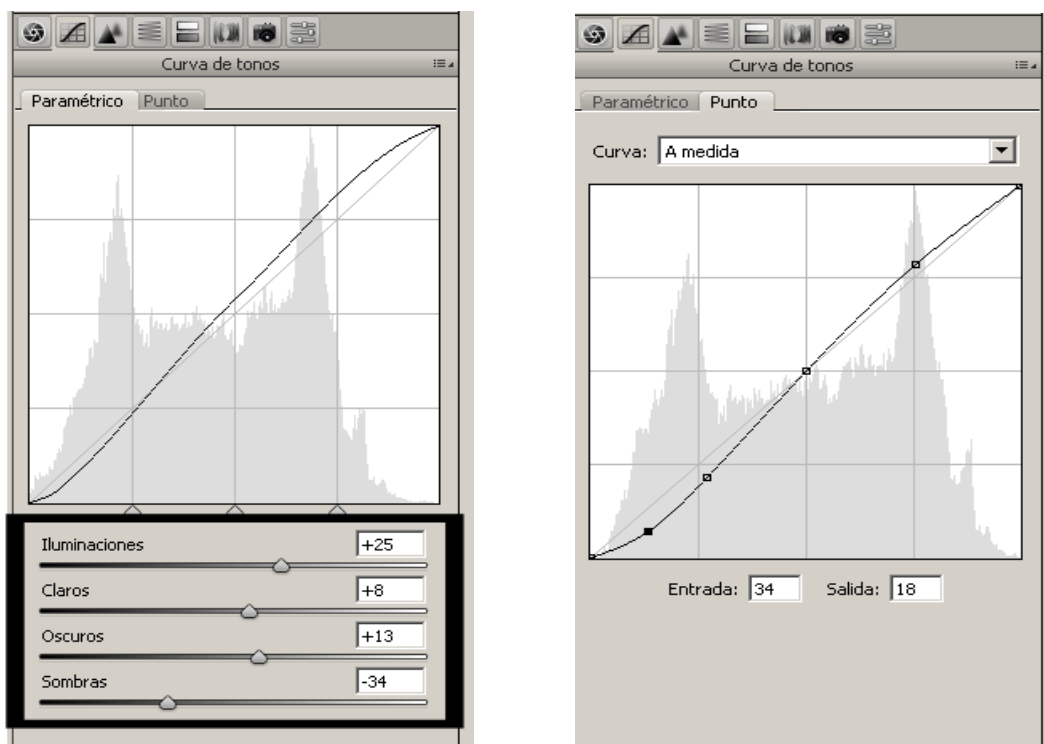 Curva de tonos
Paramétrico Punto
Iluminaciones +25
Claros +8
Oscuros +13
Sombras -34
Curva de tonos
Paramétrico Punto
Curva: A medida
Entrada: 34 Salida: 18